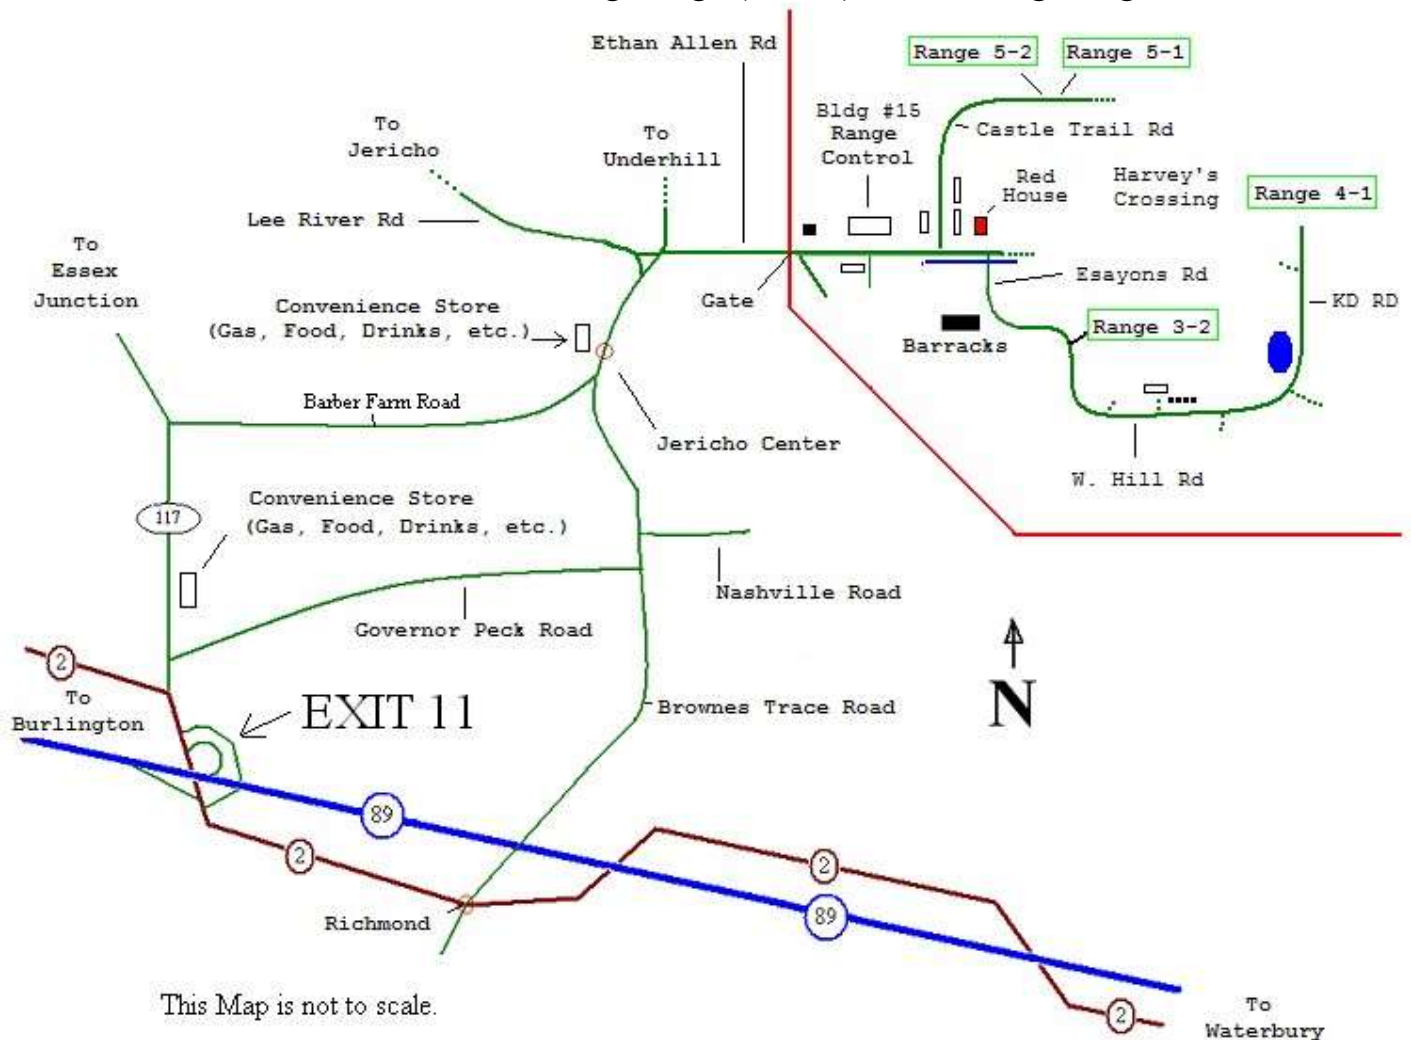 Ethan Allen Rd
Range 5-2
Range 5-1
Bldg #15
Range
Control
Castle Trail Rd
To
Jericho
To
Underhill
Red
House
Harvey's
Crossing
Range 4-1
Lee River Rd
To
Essex
Junction
Esayons Rd
Gate
KD RD
Convenience Store
(Gas, Food, Drinks, etc.)
Range 3-2
Barracks
Barber Farm Road
Jericho Center
W. Hill Rd
Convenience Store
(Gas, Food, Drinks, etc.)
117
Nashville Road
Governor Peck Road
2
To
Burlington
EXIT 11
Brownes Trace Road
N
89
2
2
89
Richmond
This Map is not to scale.
2
To
Waterbury